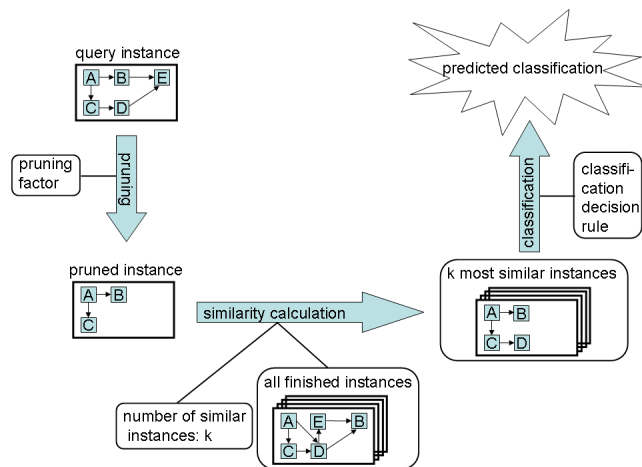 query instance
A B E
C D
pruning
pruning
factor
pruned instance
A B
C
similarity calculation
number of similar
instances: k
all finished instances
A E B
C D
k most similar instances
A B
C D
classification
classifi-
cation
decision
rule
predicted classification